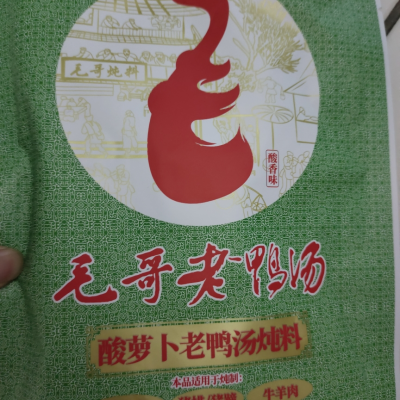 毛哥炖料
酸香味
毛哥老鸭汤
酸萝卜老鸭汤炖料
本品适用于炖制:
牛羊肉